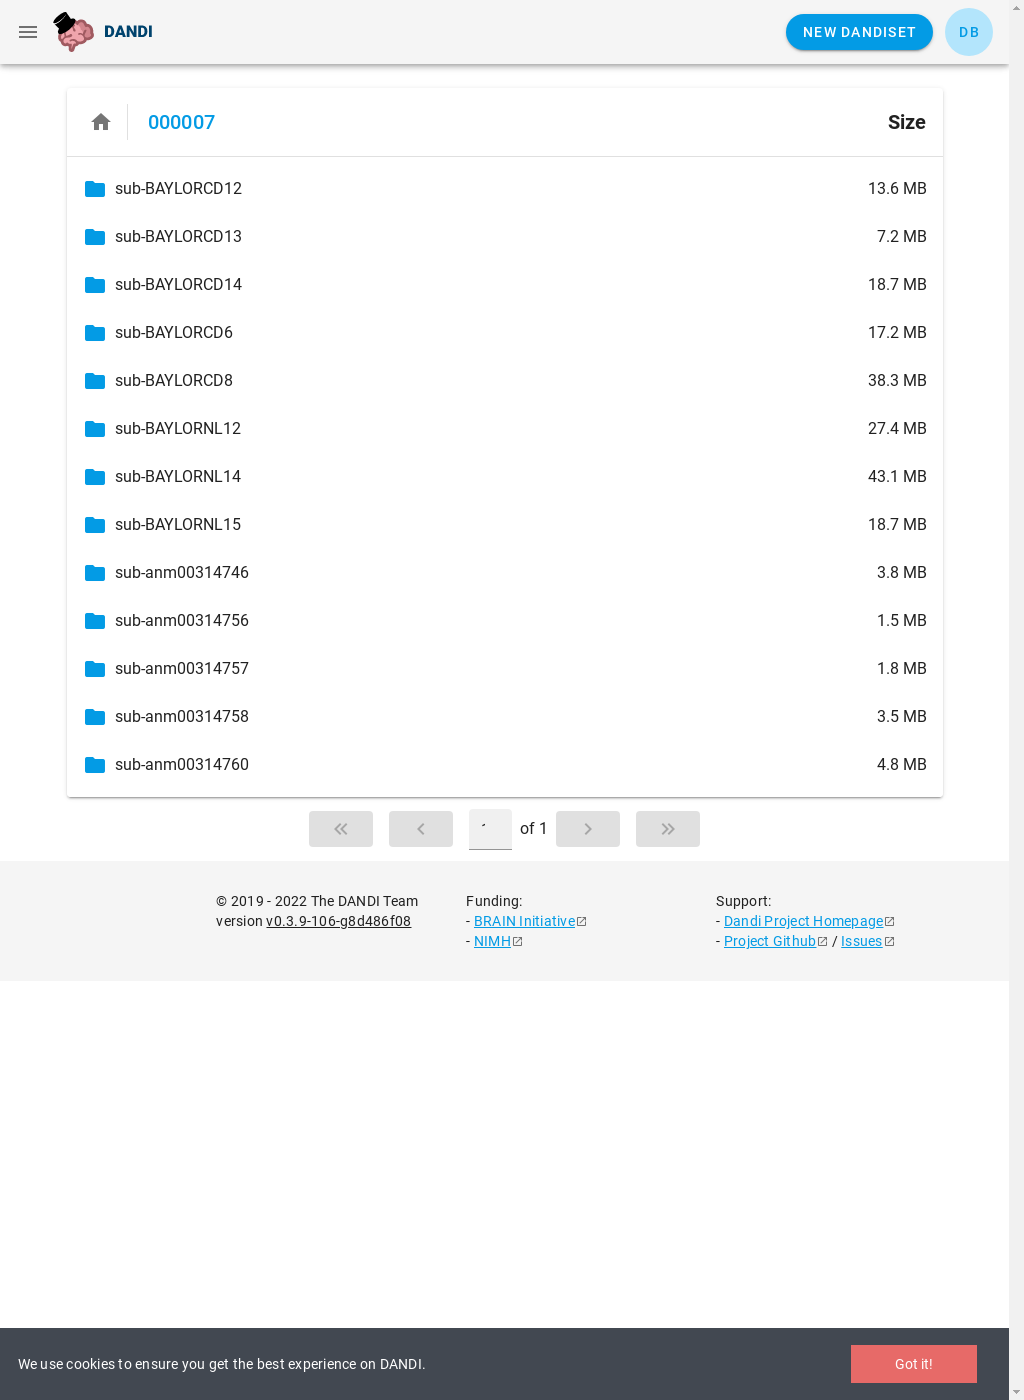 DANDI
NEW DANDISET
DB
000007
Size
sub-BAYLORCD12 13.6 MB
sub-BAYLORCD13 7.2 MB
sub-BAYLORCD14 18.7 MB
sub-BAYLORCD6 17.2 MB
sub-BAYLORCD8 38.3 MB
sub-BAYLORNL12 27.4 MB
sub-BAYLORNL14 43.1 MB
sub-BAYLORNL15 18.7 MB
sub-anm00314746 3.8 MB
sub-anm00314756 1.5 MB
sub-anm00314757 1.8 MB
sub-anm00314758 3.5 MB
sub-anm00314760 4.8 MB
of 1
© 2019 - 2022 The DANDI Team
version v0.3.9-106-g8d486f08
Funding:
- BRAIN Initiative
- NIMH
Support:
- Dandi Project Homepage
- Project Github / Issues
We use cookies to ensure you get the best experience on DANDI.
Got it!